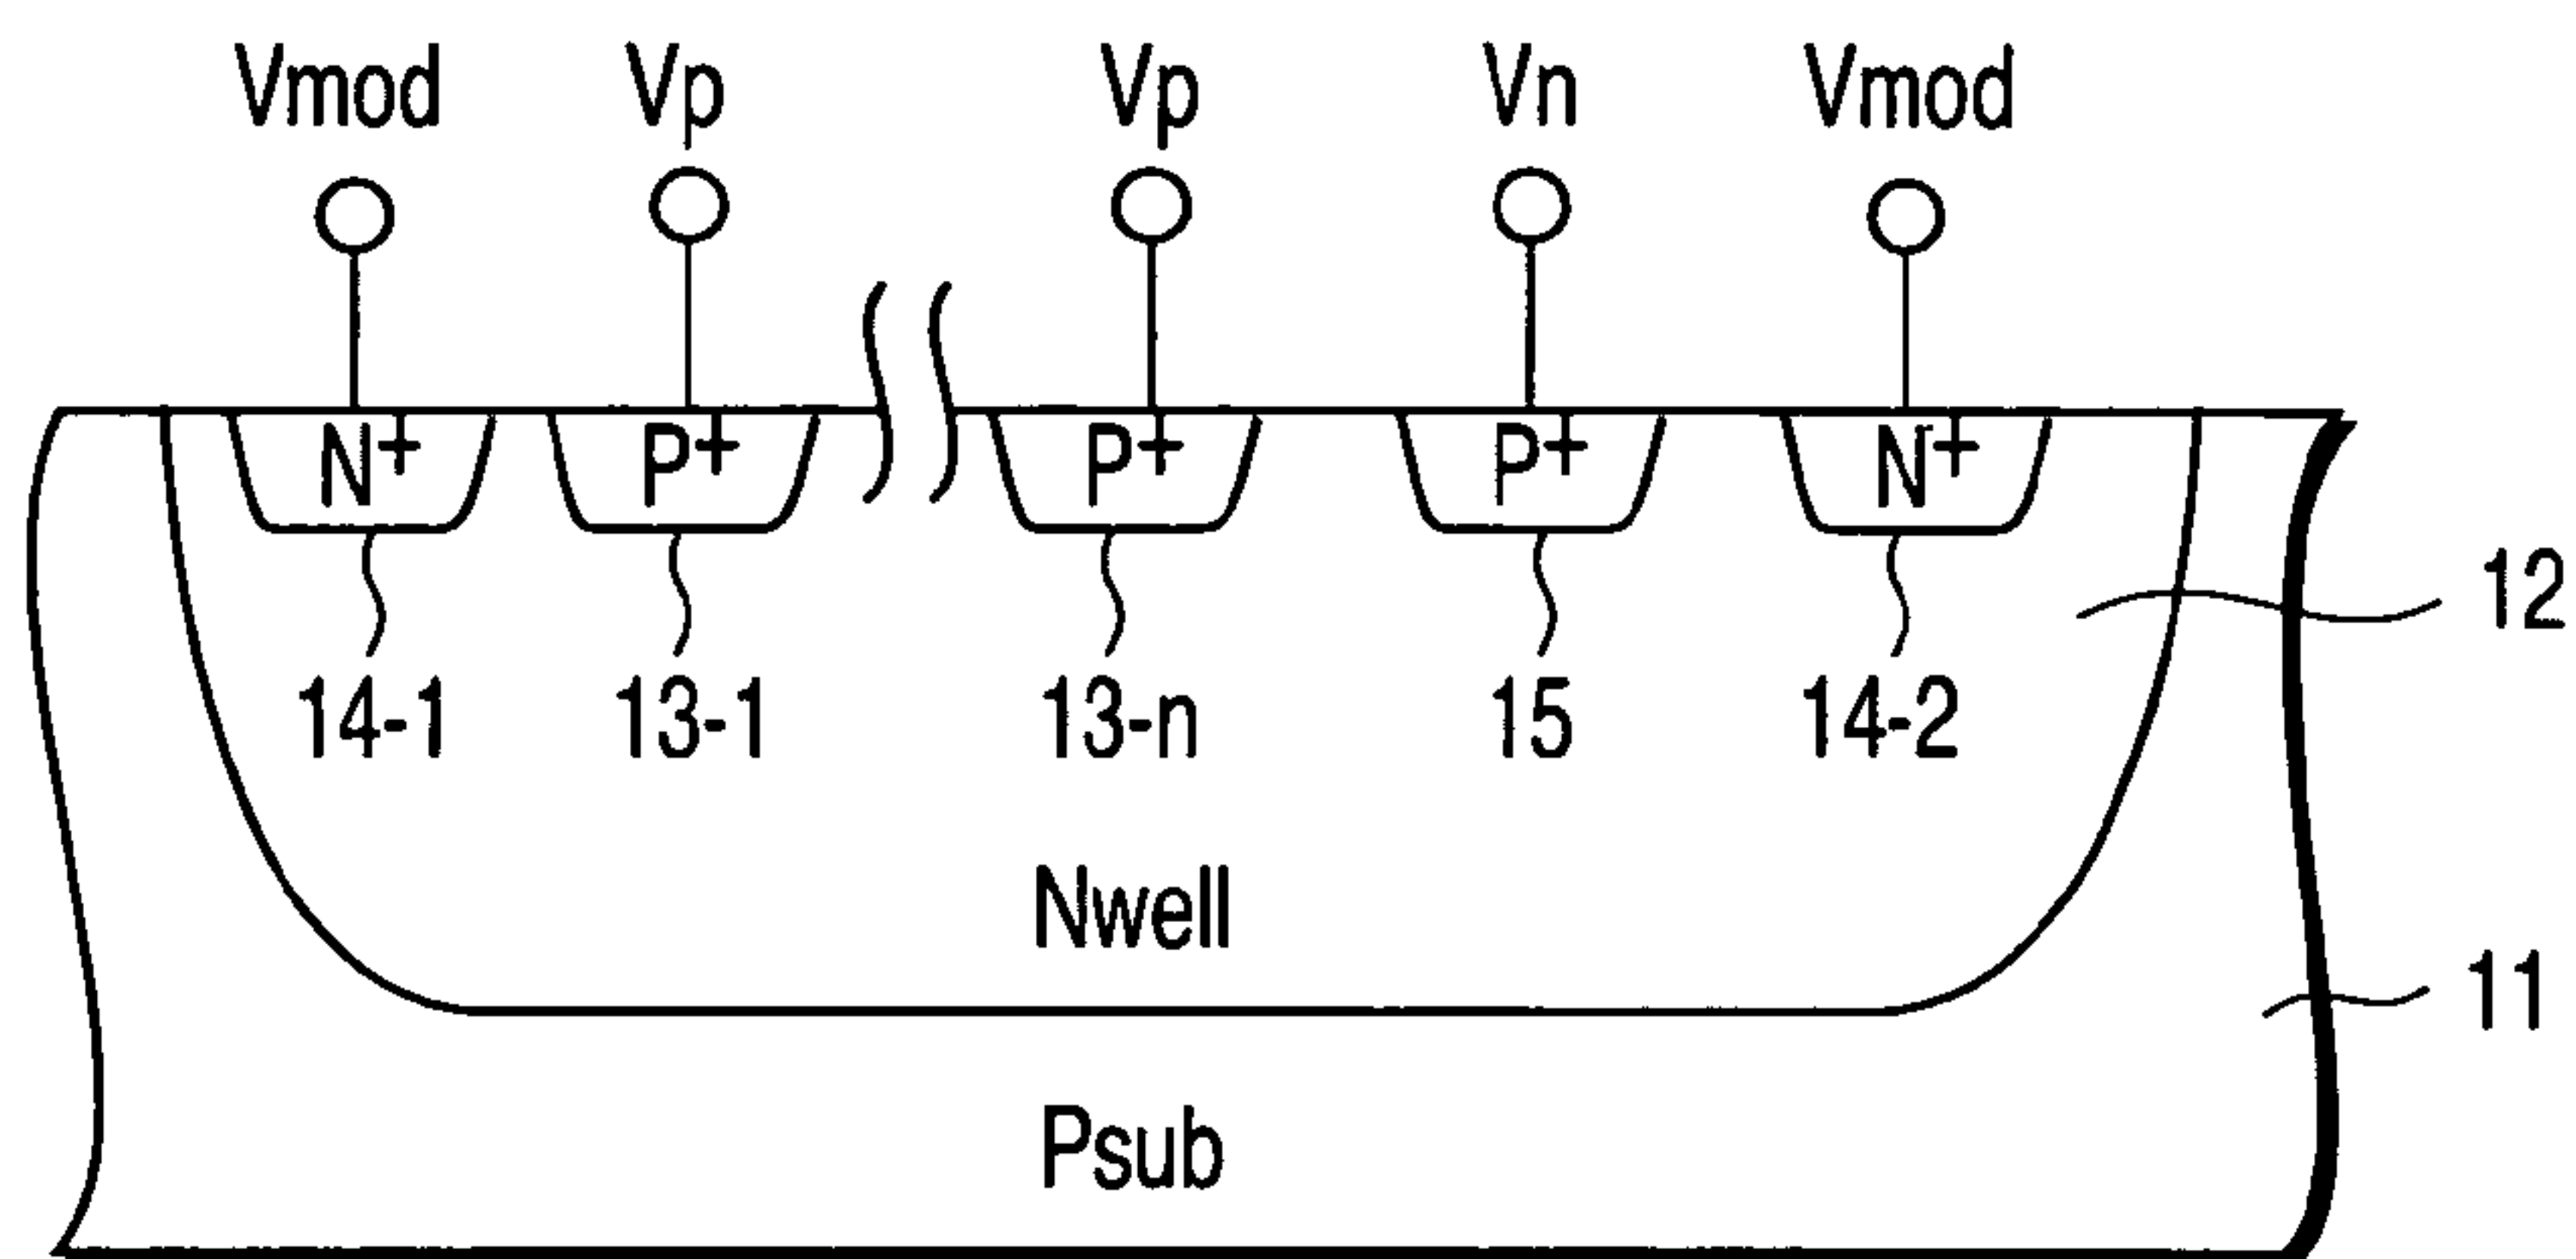 Vmod Vp Vp Vn Vmod
N+ P+ P+ P+ N+
12
14-1 13-1 13-n 15 14-2
Nwell
11
Psub